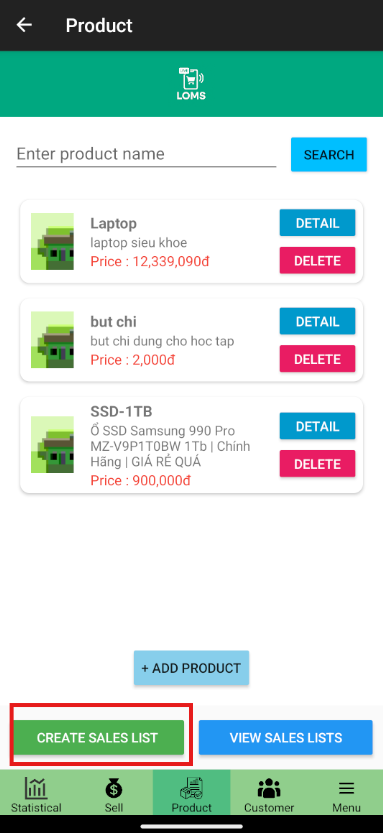 Product
LOMS
Enter product name
SEARCH
Laptop
laptop sieu khoe
Price : 12,339,090đ
DETAIL
DELETE
but chi
but chi dung cho hoc tap
Price : 2,000đ
DETAIL
DELETE
SSD-1TB
Ổ SSD Samsung 990 Pro
MZ-V9P1T0BW 1Tb | Chính
Hãng | GIÁ RẺ QUÁ
Price : 900,000đ
DETAIL
DELETE
+ ADD PRODUCT
CREATE SALES LIST
VIEW SALES LISTS
Statistical
Sell
Product
Customer
Menu